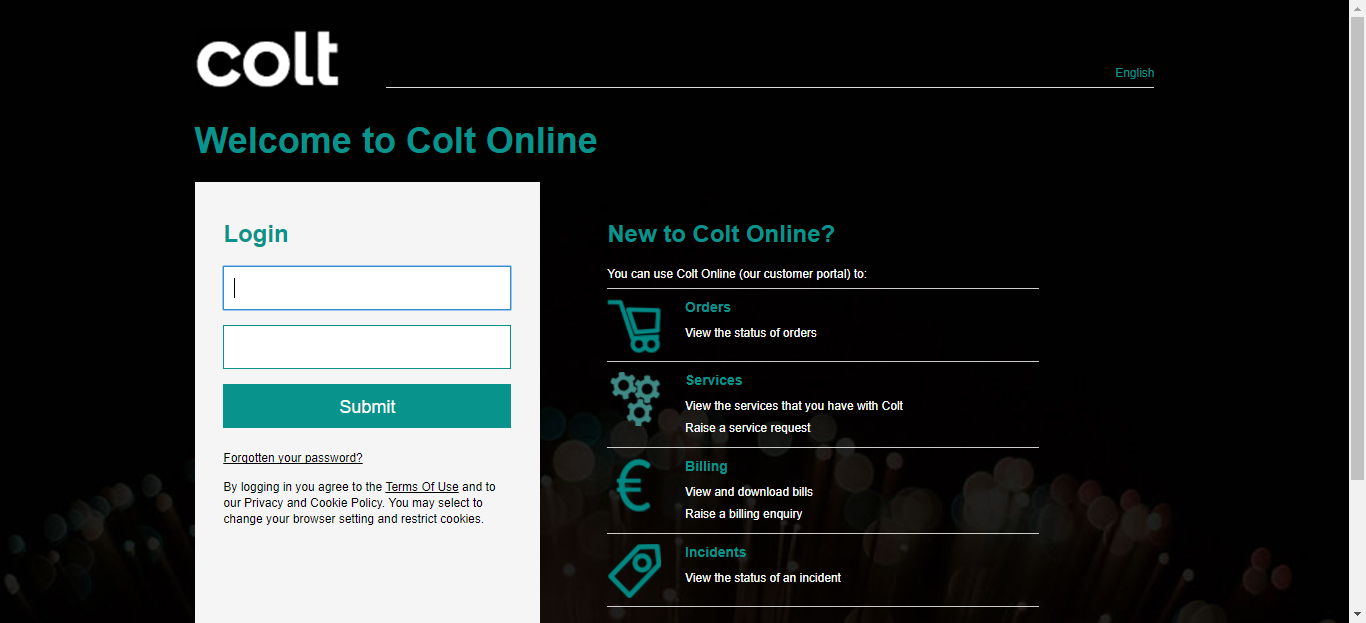 colt
English
Welcome to Colt Online
Login
Submit
Forgotten your password?
By logging in you agree to the Terms Of Use and to
our Privacy and Cookie Policy. You may select to
change your browser setting and restrict cookies.
New to Colt Online?
You can use Colt Online (our customer portal) to:
Orders
View the status of orders
Services
View the services that you have with Colt
Raise a service request
€
Billing
View and download bills
Raise a billing enquiry
Incidents
View the status of an incident